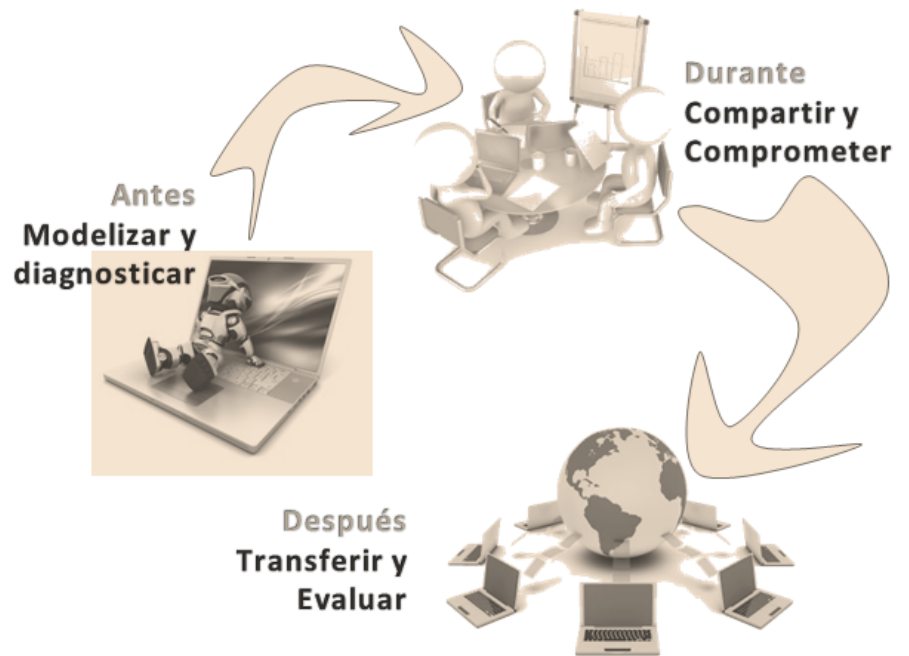 Antes
Modelizar y
diagnosticar
Durante
Compartir y
Comprometer
Después
Transferir y
Evaluar